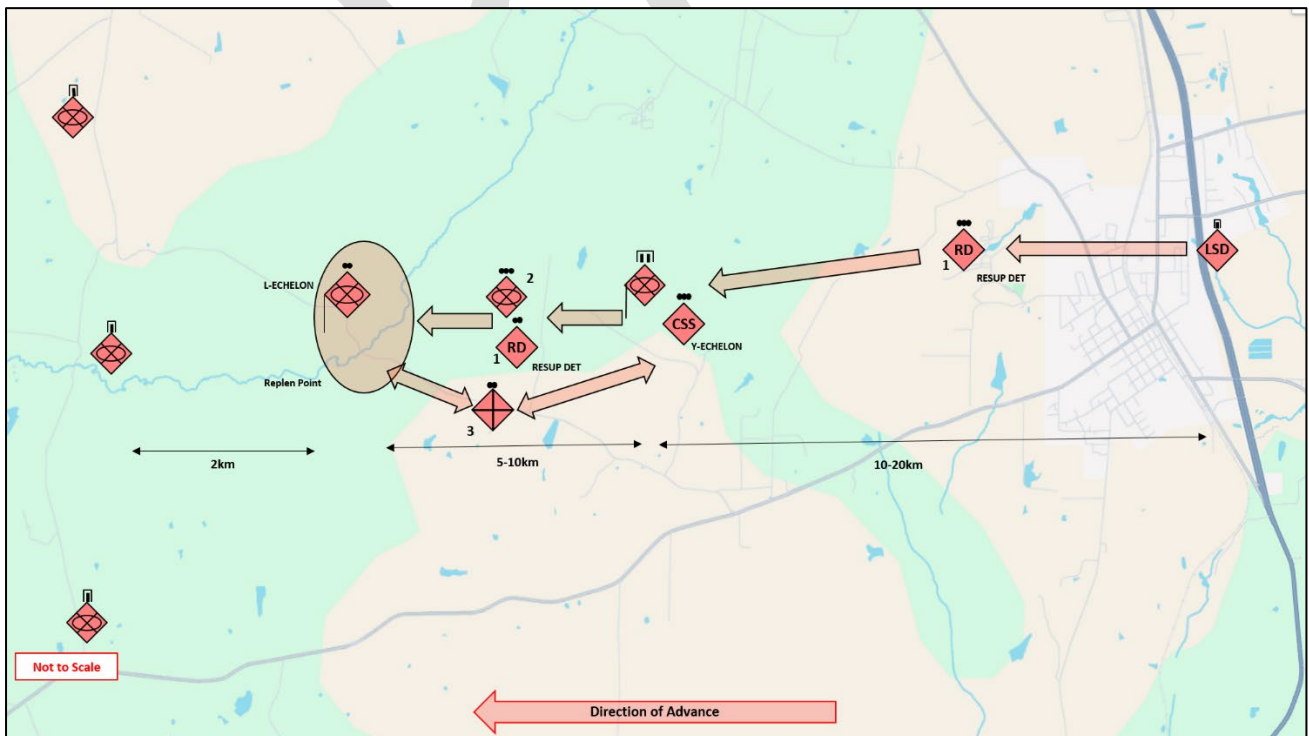 L-ECHELON
2
RD
1
RESUP DET
LSD
CSS
1
RD
Y-ECHELON
RESUP DET
Replen Point
3
2km
5-10km
10-20km
Not to Scale
Direction of Advance